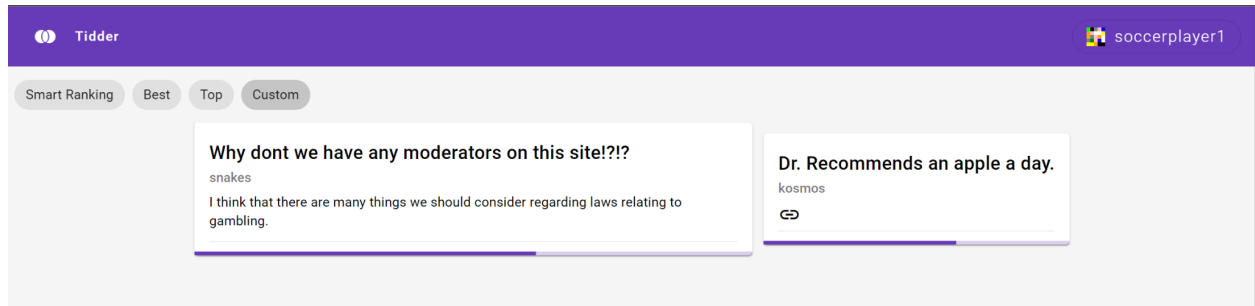 Tidder
soccerplayer1
Smart Ranking
Best
Top
Custom
Why dont we have any moderators on this site!?!?
snakes
I think that there are many things we should consider regarding laws relating to
gambling.
Dr. Recommends an apple a day.
kosmos